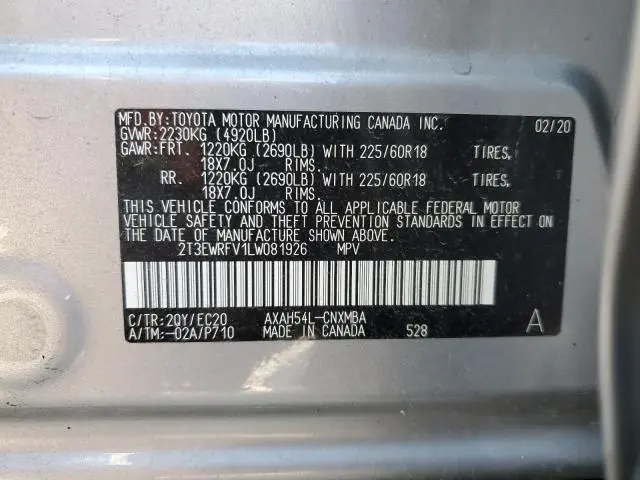 MFD.BY:TOYOTA MOTOR MANUFACTURING CANADA INC. 02/20
GVWR:2230KG (4920LB)
GAWR:FRT. 1220KG (2690LB) WITH 225/60R18 TIRES,
18X7.0J RIMS.
RR. 1220KG (2690LB) WITH 225/60R18 TIRES,
18X7.0J RIMS.
THIS VEHICLE CONFORMS TO ALL APPLICABLE FEDERAL MOTOR
VEHICLE SAFETY AND THEFT PREVENTION STANDARDS IN EFFECT ON
THE DATE OF MANUFACTURE SHOWN ABOVE.
2T3EWRFV1LW081926 MPV
C/TR:2QY/EC20 AXAH54L-CNXMBA
A/TM:-02A/P710 MADE IN CANADA 528 A